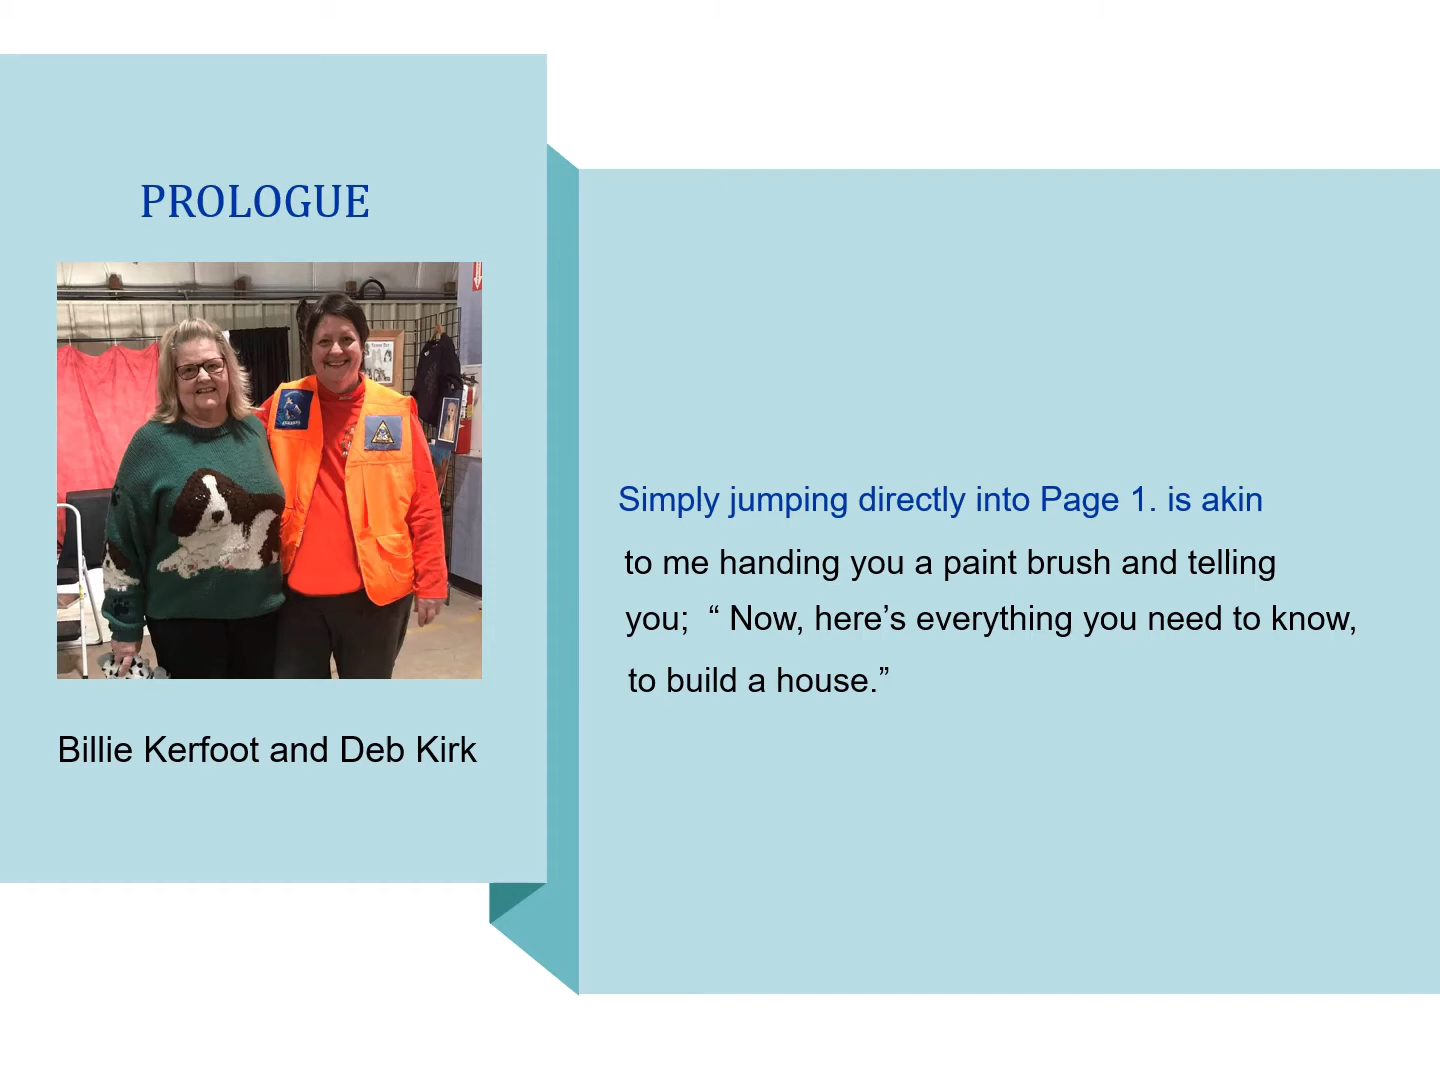 PROLOGUE
Billie Kerfoot and Deb Kirk
Simply jumping directly into Page 1. is akin
to me handing you a paint brush and telling
you;  “ Now, here’s everything you need to know,
to build a house.”